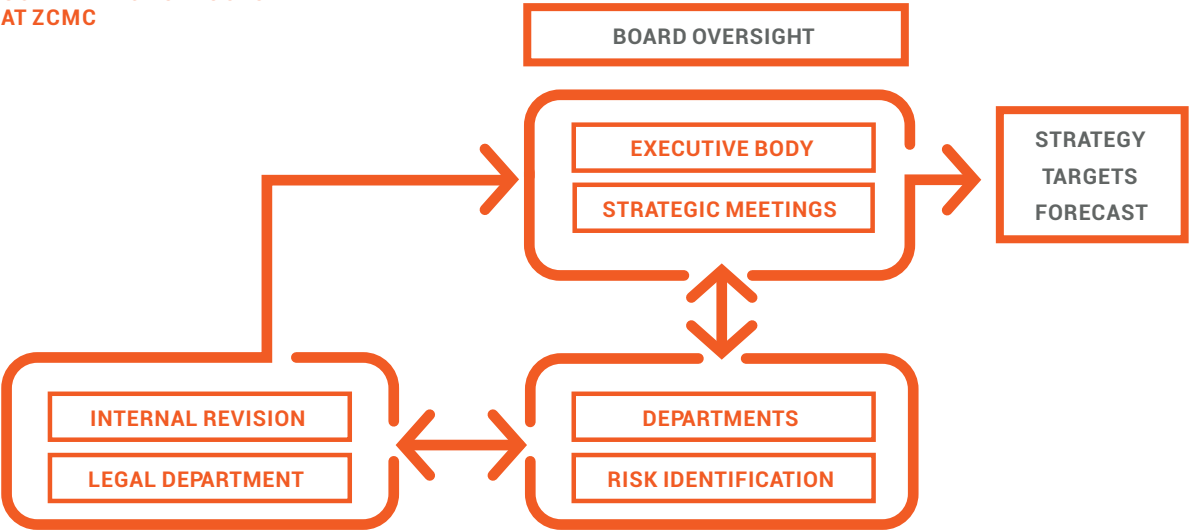 AT ZCMC
BOARD OVERSIGHT
EXECUTIVE BODY
STRATEGIC MEETINGS
STRATEGY
TARGETS
FORECAST
INTERNAL REVISION
LEGAL DEPARTMENT
DEPARTMENTS
RISK IDENTIFICATION